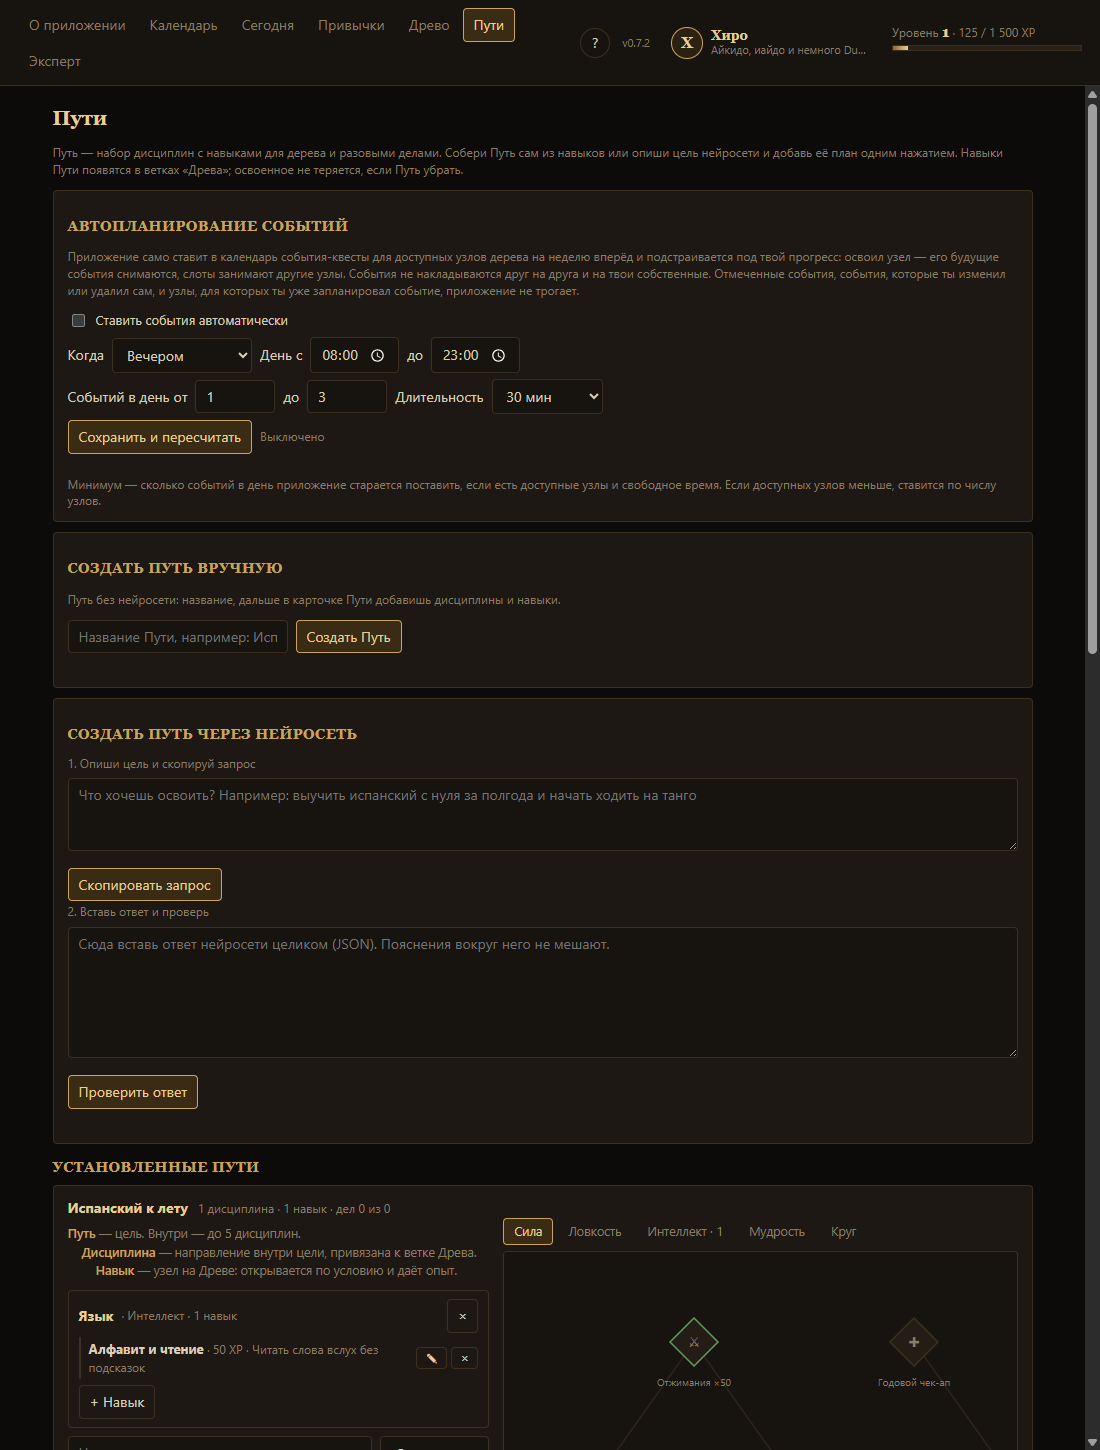 О приложении Календарь Сегодня Привычки Древо Пути
Эксперт
? v0.7.2
Х Хиро
Айкидо, иайдо и немного Du...
Уровень 1 · 125 / 1 500 XP
Пути
Путь — набор дисциплин с навыками для дерева и разовыми делами. Собери Путь сам из навыков или опиши цель нейросети и добавь её план одним нажатием. Навыки
Пути появятся в ветках «Древа»; освоенное не теряется, если Путь убрать.
АВТОПЛАНИРОВАНИЕ СОБЫТИЙ
Приложение само ставит в календарь события-квесты для доступных узлов дерева на неделю вперёд и подстраивается под твой прогресс: освоил узел — его будущие
события снимаются, слоты занимают другие узлы. События не накладываются друг на друга и на твои собственные. Отмеченные события, события, которые ты изменил
или удалил сам, и узлы, для которых ты уже запланировал событие, приложение не трогает.
Ставить события автоматически
Когда Вечером День с 08:00 до 23:00
Событий в день от 1 до 3 Длительность 30 мин
Сохранить и пересчитать Выключено
Минимум — сколько событий в день приложение старается поставить, если есть доступные узлы и свободное время. Если доступных узлов меньше, ставится по числу
узлов.
СОЗДАТЬ ПУТЬ ВРУЧНУЮ
Путь без нейросети: название, дальше в карточке Пути добавишь дисциплины и навыки.
Название Пути, например: Исп Создать Путь
СОЗДАТЬ ПУТЬ ЧЕРЕЗ НЕЙРОСЕТЬ
1. Опиши цель и скопируй запрос
Что хочешь освоить? Например: выучить испанский с нуля за полгода и начать ходить на танго
Скопировать запрос
2. Вставь ответ и проверь
Сюда вставь ответ нейросети целиком (JSON). Пояснения вокруг него не мешают.
Проверить ответ
УСТАНОВЛЕННЫЕ ПУТИ
Испанский к лету 1 дисциплина · 1 навык · дел 0 из 0
Путь — цель. Внутри — до 5 дисциплин.
Дисциплина — направление внутри цели, привязана к ветке Древа.
Навык — узел на Древе: открывается по условию и даёт опыт.
Язык · Интеллект · 1 навык ×
Алфавит и чтение · 50 XP · Читать слова вслух без
подсказок
×
+ Навык
Сила Ловкость Интеллект · 1 Мудрость Круг
Отжимания ×50 Годовой чек-ап